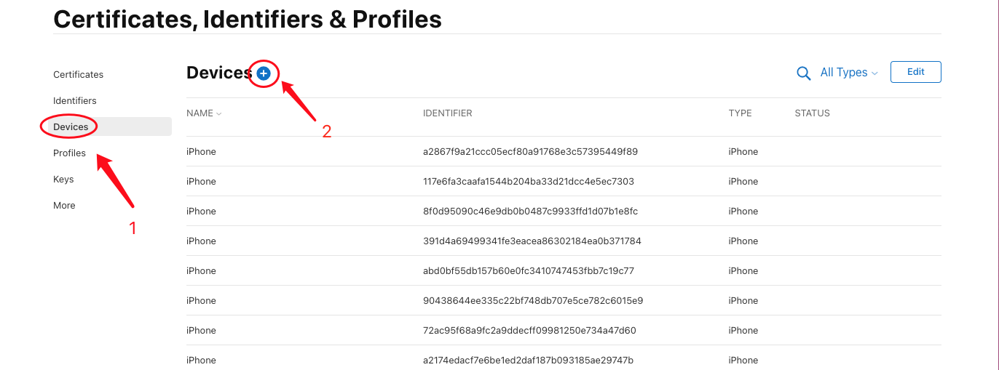 Certificates, Identifiers & Profiles
Certificates
Identifiers
Devices
Profiles
Keys
More
1
Devices
2
All Types
Edit
NAME IDENTIFIER TYPE STATUS
iPhone a2867f9a21ccc05ecf80a91768e3c57395449f89 iPhone
iPhone 117e6fa3caafa1544b204ba33d21dcc4e5ec7303 iPhone
iPhone 8f0d95090c46e9db0b0487c9933ffd1d07b1e8fc iPhone
iPhone 391d4a69499341fe3eacea86302184ea0b371784 iPhone
iPhone abd0bf55db157b60e0fc3410747453fbb7c19c77 iPhone
iPhone 90438644ee335c22bf748db707e5ce782c6015e9 iPhone
iPhone 72ac95f68a9fc2a9ddecff09981250e734a47d60 iPhone
iPhone a2174edacf7e6be1ed2daf187b093185ae29747b iPhone